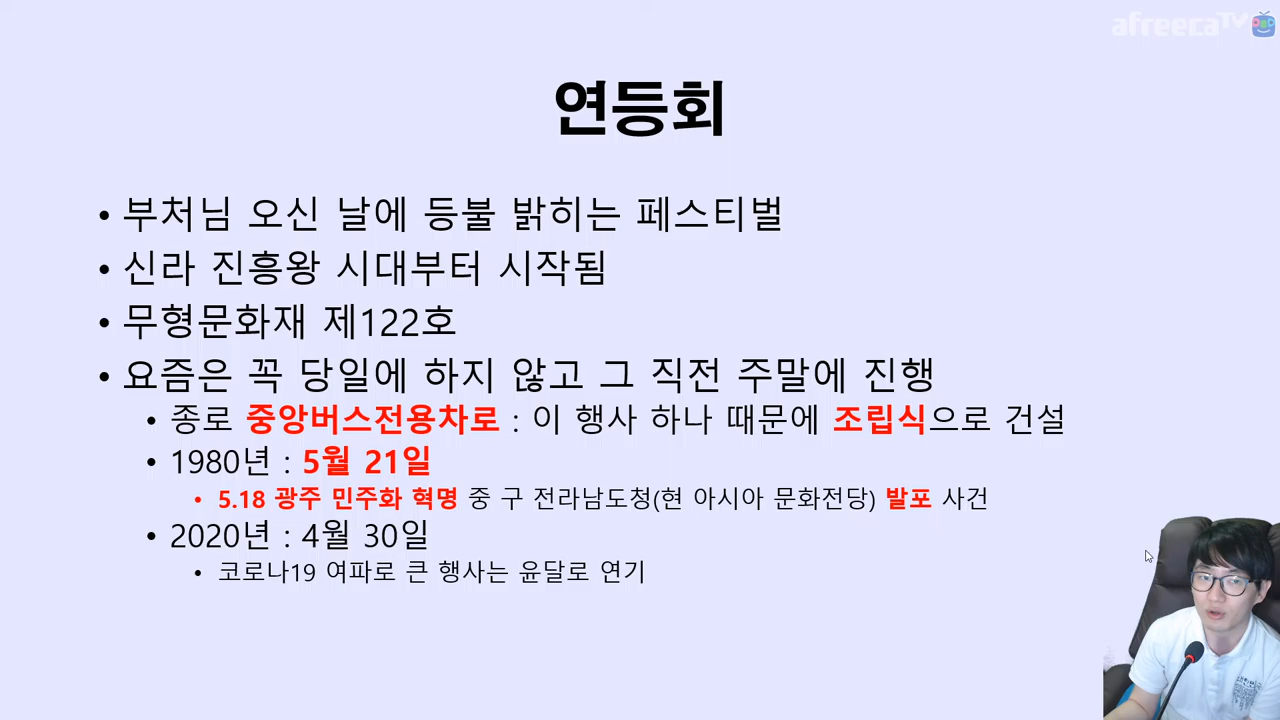 afreecaTV
연등회
• 부처님 오신 날에 등불 밝히는 페스티벌
• 신라 진흥왕 시대부터 시작됨
• 무형문화재 제122호
• 요즘은 꼭 당일에 하지 않고 그 직전 주말에 진행
• 종로 중앙버스전용차로 : 이 행사 하나 때문에 조립식으로 건설
• 1980년 : 5월 21일
• 5.18 광주 민주화 혁명 중 구 전라남도청(현 아시아 문화전당) 발포 사건
• 2020년 : 4월 30일
• 코로나19 여파로 큰 행사는 윤달로 연기